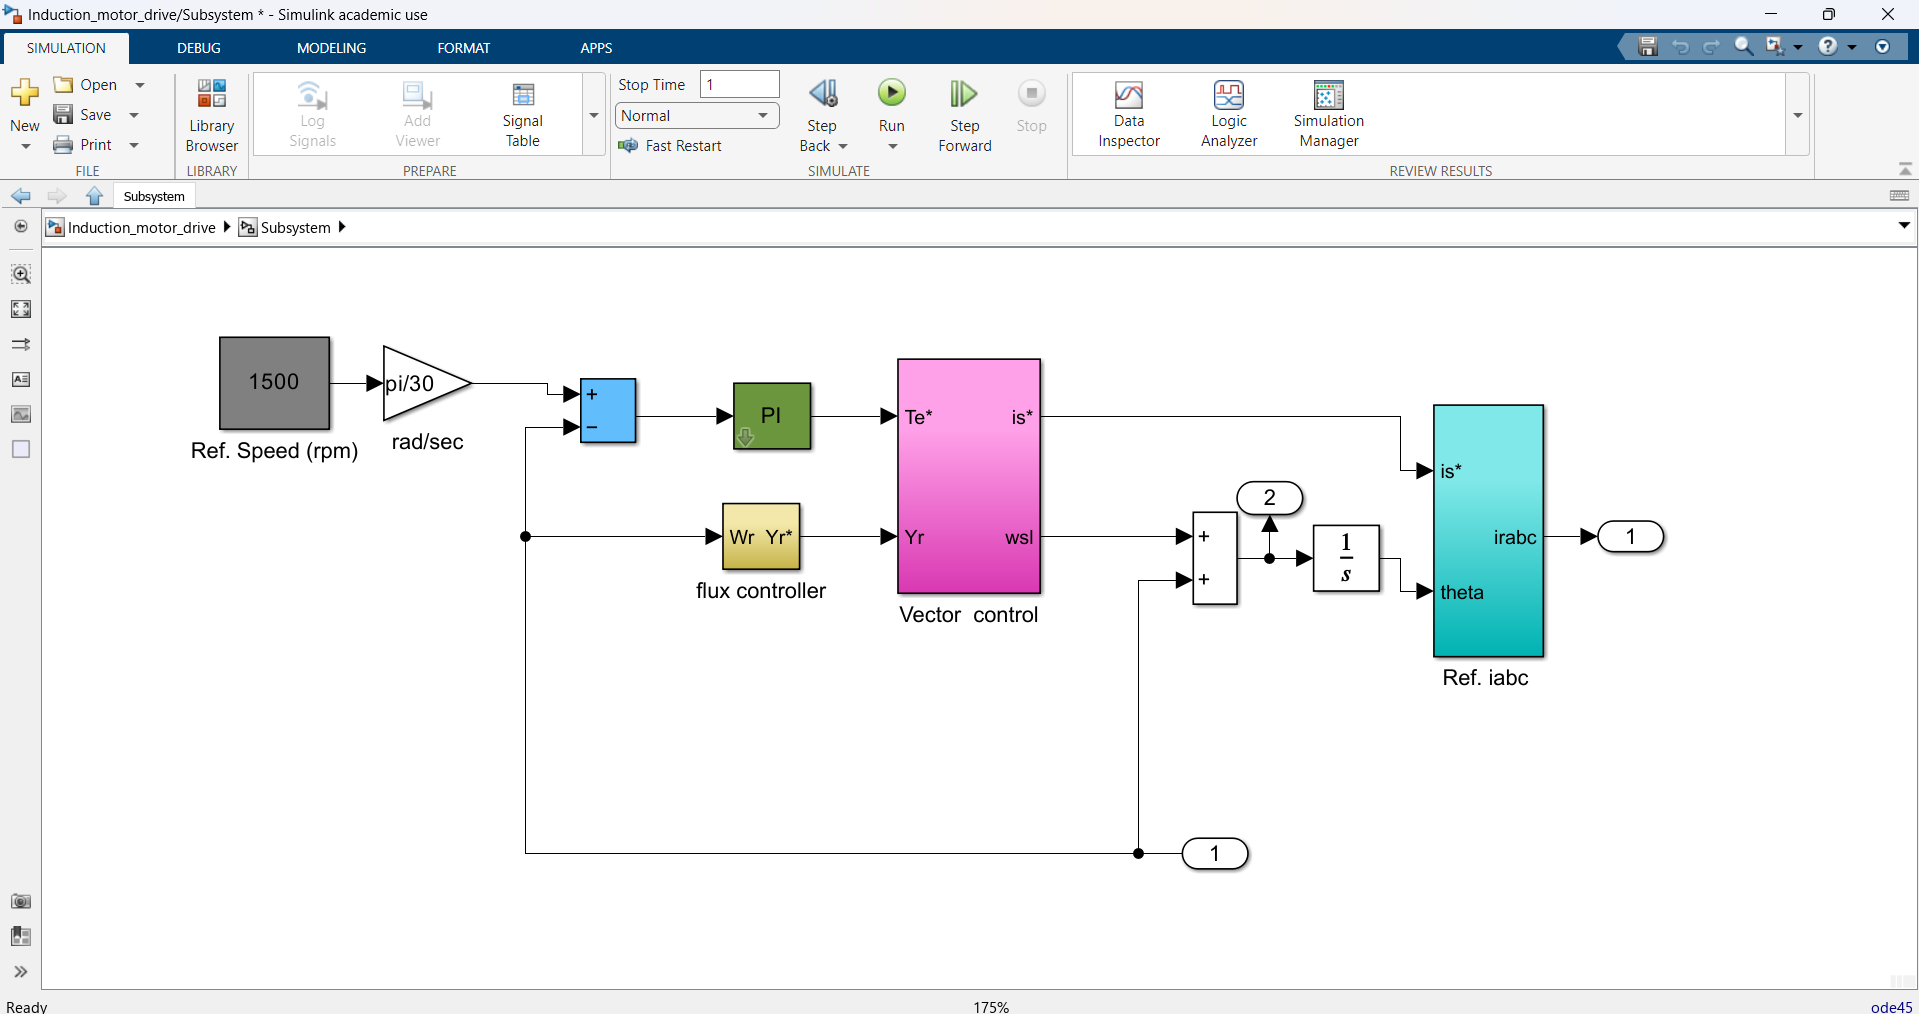 Induction_motor_drive/Subsystem * - Simulink academic use
SIMULATION DEBUG MODELING FORMAT APPS
New
Open
Save
Print
FILE
Library
Browser
LIBRARY
Log
Signals
Add
Viewer
Signal
Table
PREPARE
Stop Time 1
Normal
Fast Restart
Step
Back
Run
Step
Forward
Stop
SIMULATE
Data
Inspector
Logic
Analyzer
Simulation
Manager
REVIEW RESULTS
Subsystem
Induction_motor_drive Subsystem
1500
Ref. Speed (rpm)
pi/30
rad/sec
+
−
PI
Wr Yr*
flux controller
Te* is*
Yr wsl
Vector control
+
+
2
1
s
is*
irabc
theta
Ref. iabc
1
1
Ready 175% ode45